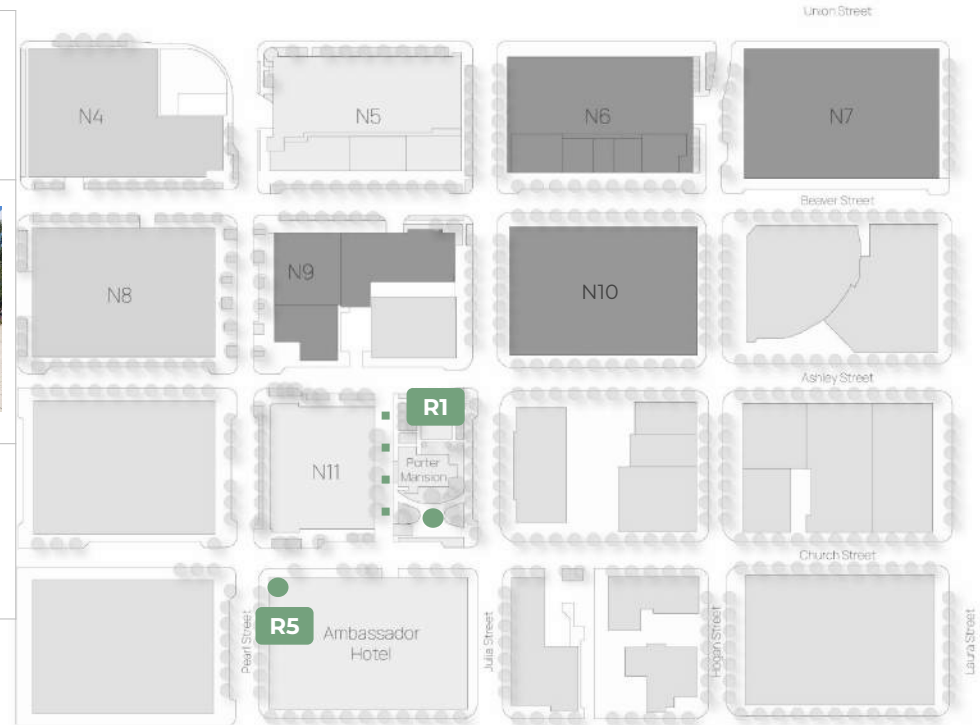 Union Street
N4
N5
N6
N7
Beaver Street
N8
N9
N10
Ashley Street
R1
N11
Porter
Mansion
Church Street
R5
Ambassador
Hotel
Pearl Street
Julia Street
Hogan Street
Laura Street